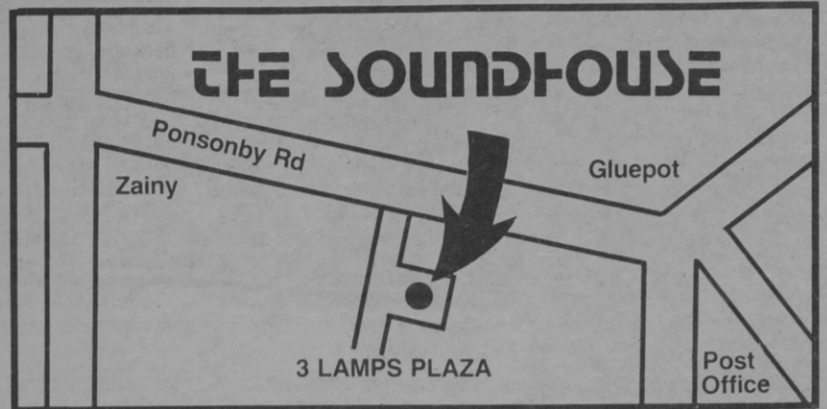 THE SOUNDHOUSE
Ponsonby Rd
Gluepot
Zainy
3 LAMPS PLAZA
Post
Office